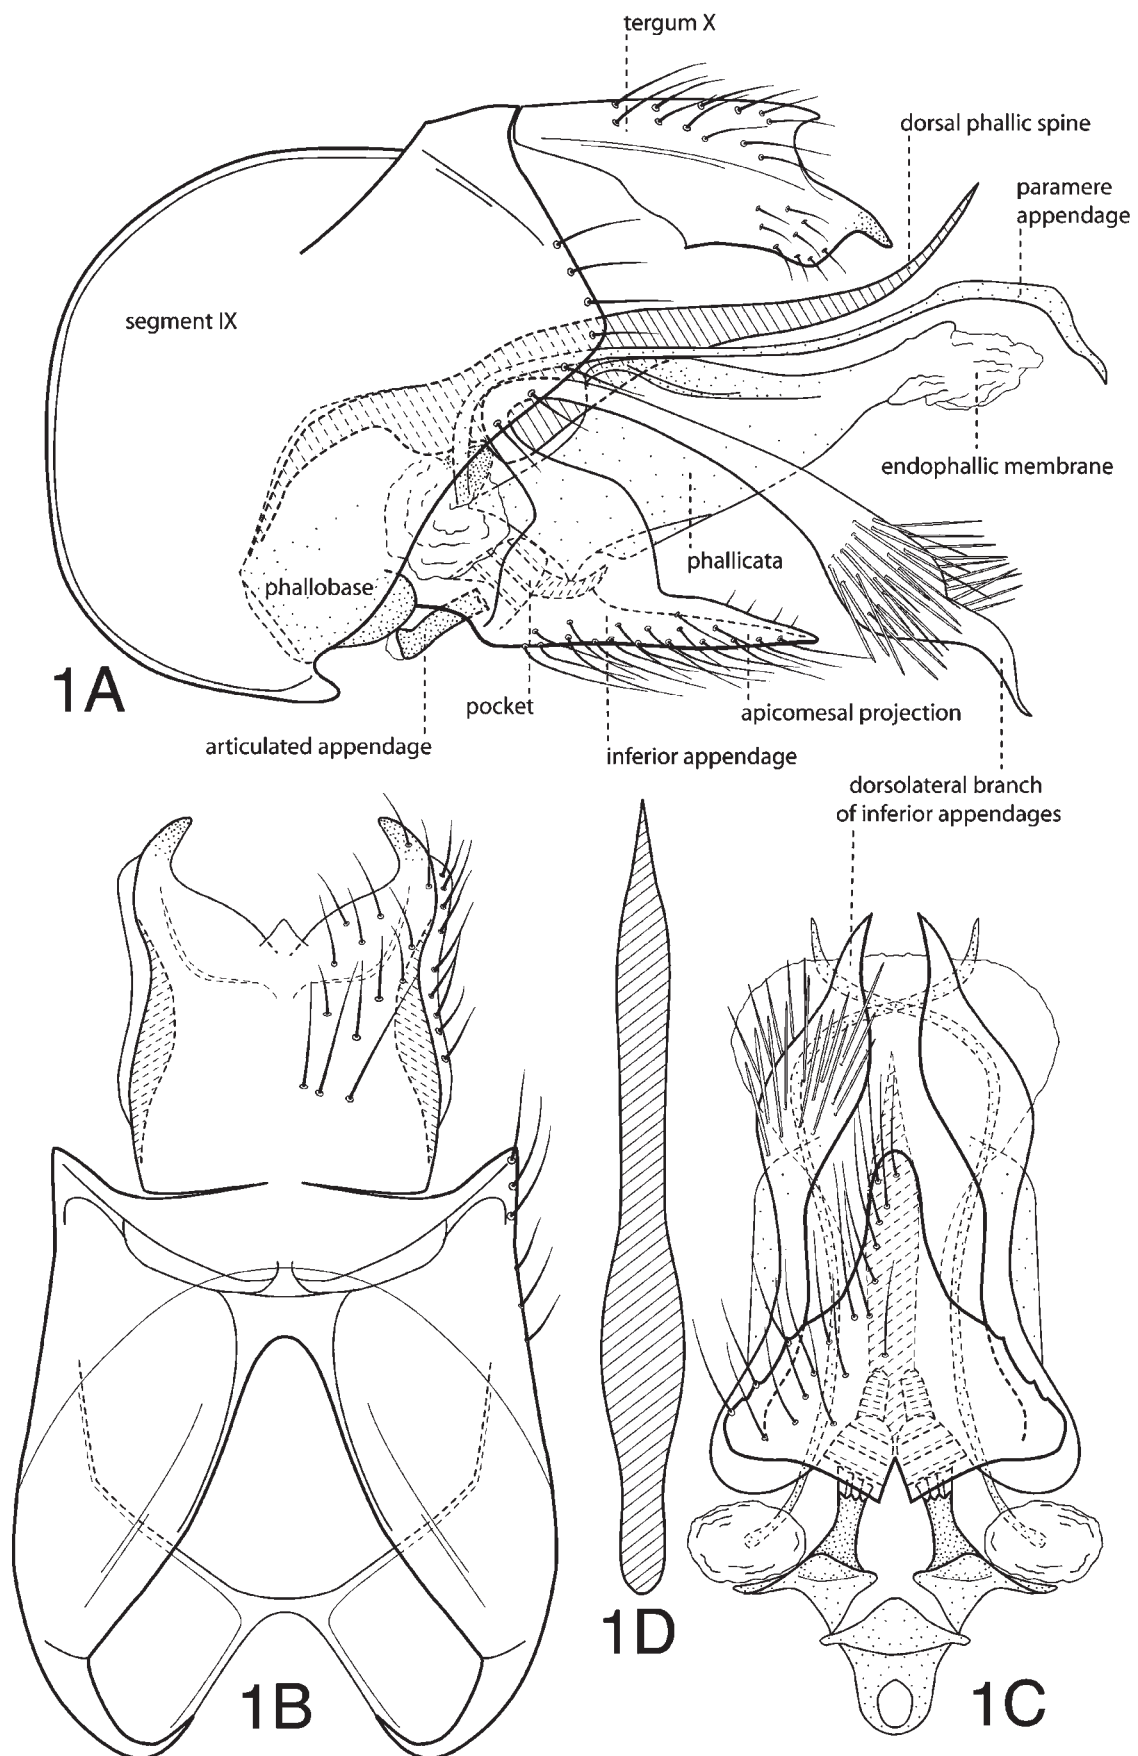 tergum X
dorsal phallic spine
paramere
appendage
segment IX
endophallic membrane
phallicata
phallobase
1A
pocket
apicomesal projection
articulated appendage
inferior appendage
dorsolateral branch
of inferior appendages
1D
1B
1C